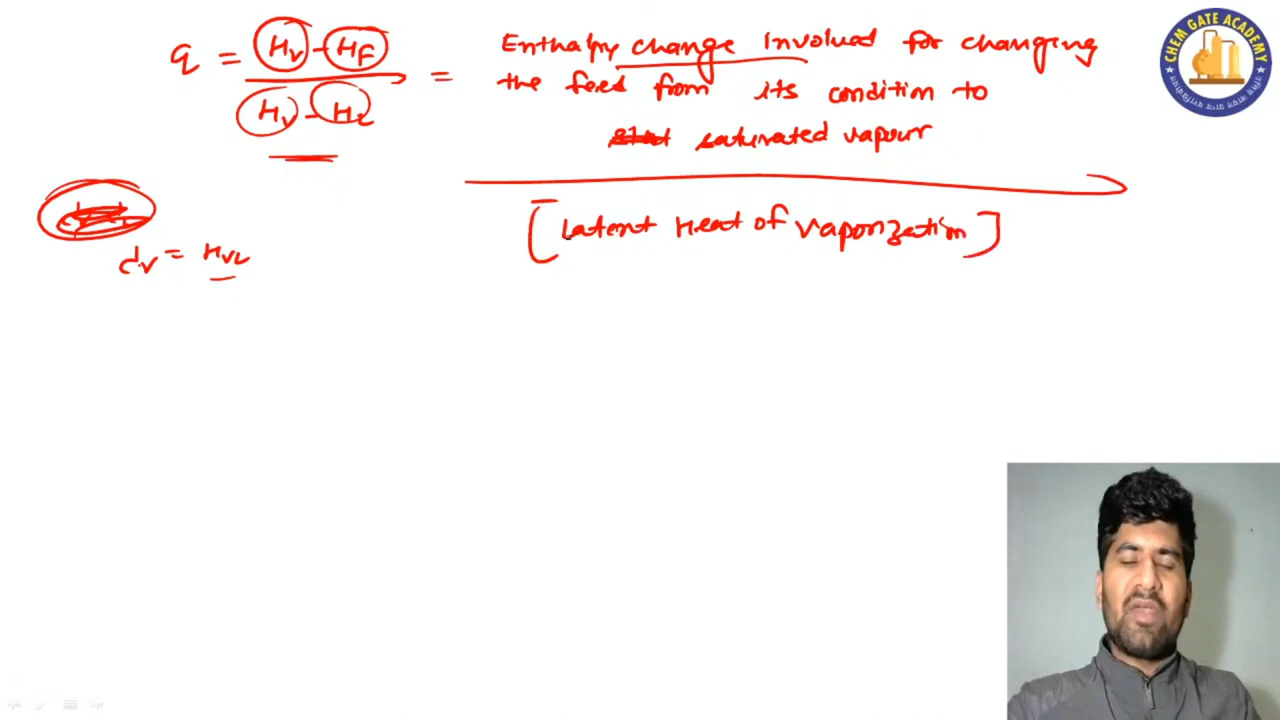 q = HV - HF / HV - HL = Enthalpy change involved for changing
the feed from its condition to
saturated vapour
[Latent Heat of vaporization]
dV = HVL
CHEM GATE ACADEMY